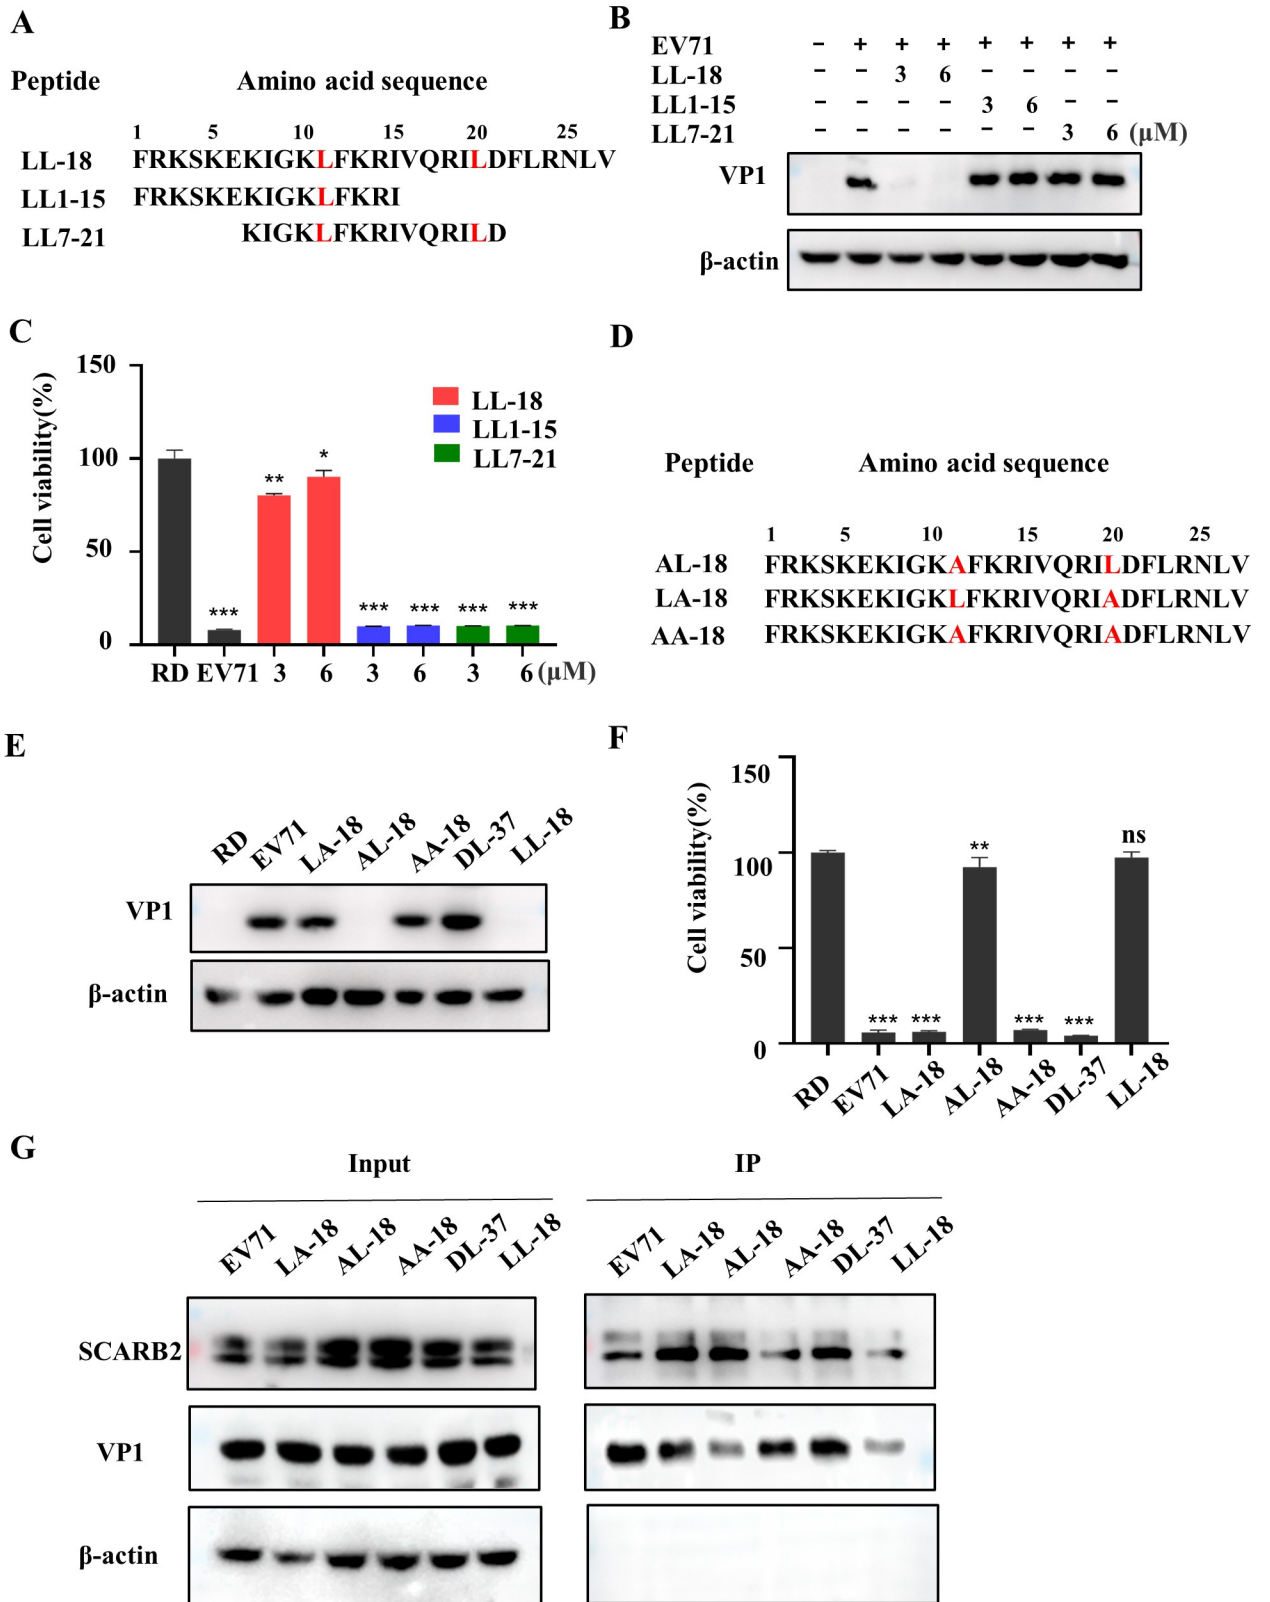 A
Peptide Amino acid sequence
1 5 10 15 20 25
LL-18 FRKSKEKIGKLFKRIVQRILDFLRNLV
LL1-15 FRKSKEKIGKLFKRI
LL7-21 KIGKLFKRIVQRILD
B
EV71 – + + + + + + +
LL-18 – – 3 6 – – – –
LL1-15 – – – – 3 6 – –
LL7-21 – – – – – – 3 6 (μM)
VP1
β-actin
C
Cell viability(%)
150
100
50
0
*** ** * *** *** *** ***
LL-18
LL1-15
LL7-21
RD EV71 3 6 3 6 3 6 (μM)
D
Peptide Amino acid sequence
1 5 10 15 20 25
AL-18 FRKSKEKIGKAFKRIVQRILDFLRNLV
LA-18 FRKSKEKIGKLFKRIVQRIADFLRNLV
AA-18 FRKSKEKIGKAFKRIVQRIADFLRNLV
E
RD EV71 LA-18 AL-18 AA-18 DL-37 LL-18
VP1
β-actin
F
Cell viability(%)
150
100
50
0
*** *** ** *** *** ns
RD EV71 LA-18 AL-18 AA-18 DL-37 LL-18
G
Input IP
EV71 LA-18 AL-18 AA-18 DL-37 LL-18 EV71 LA-18 AL-18 AA-18 DL-37 LL-18
SCARB2
VP1
β-actin